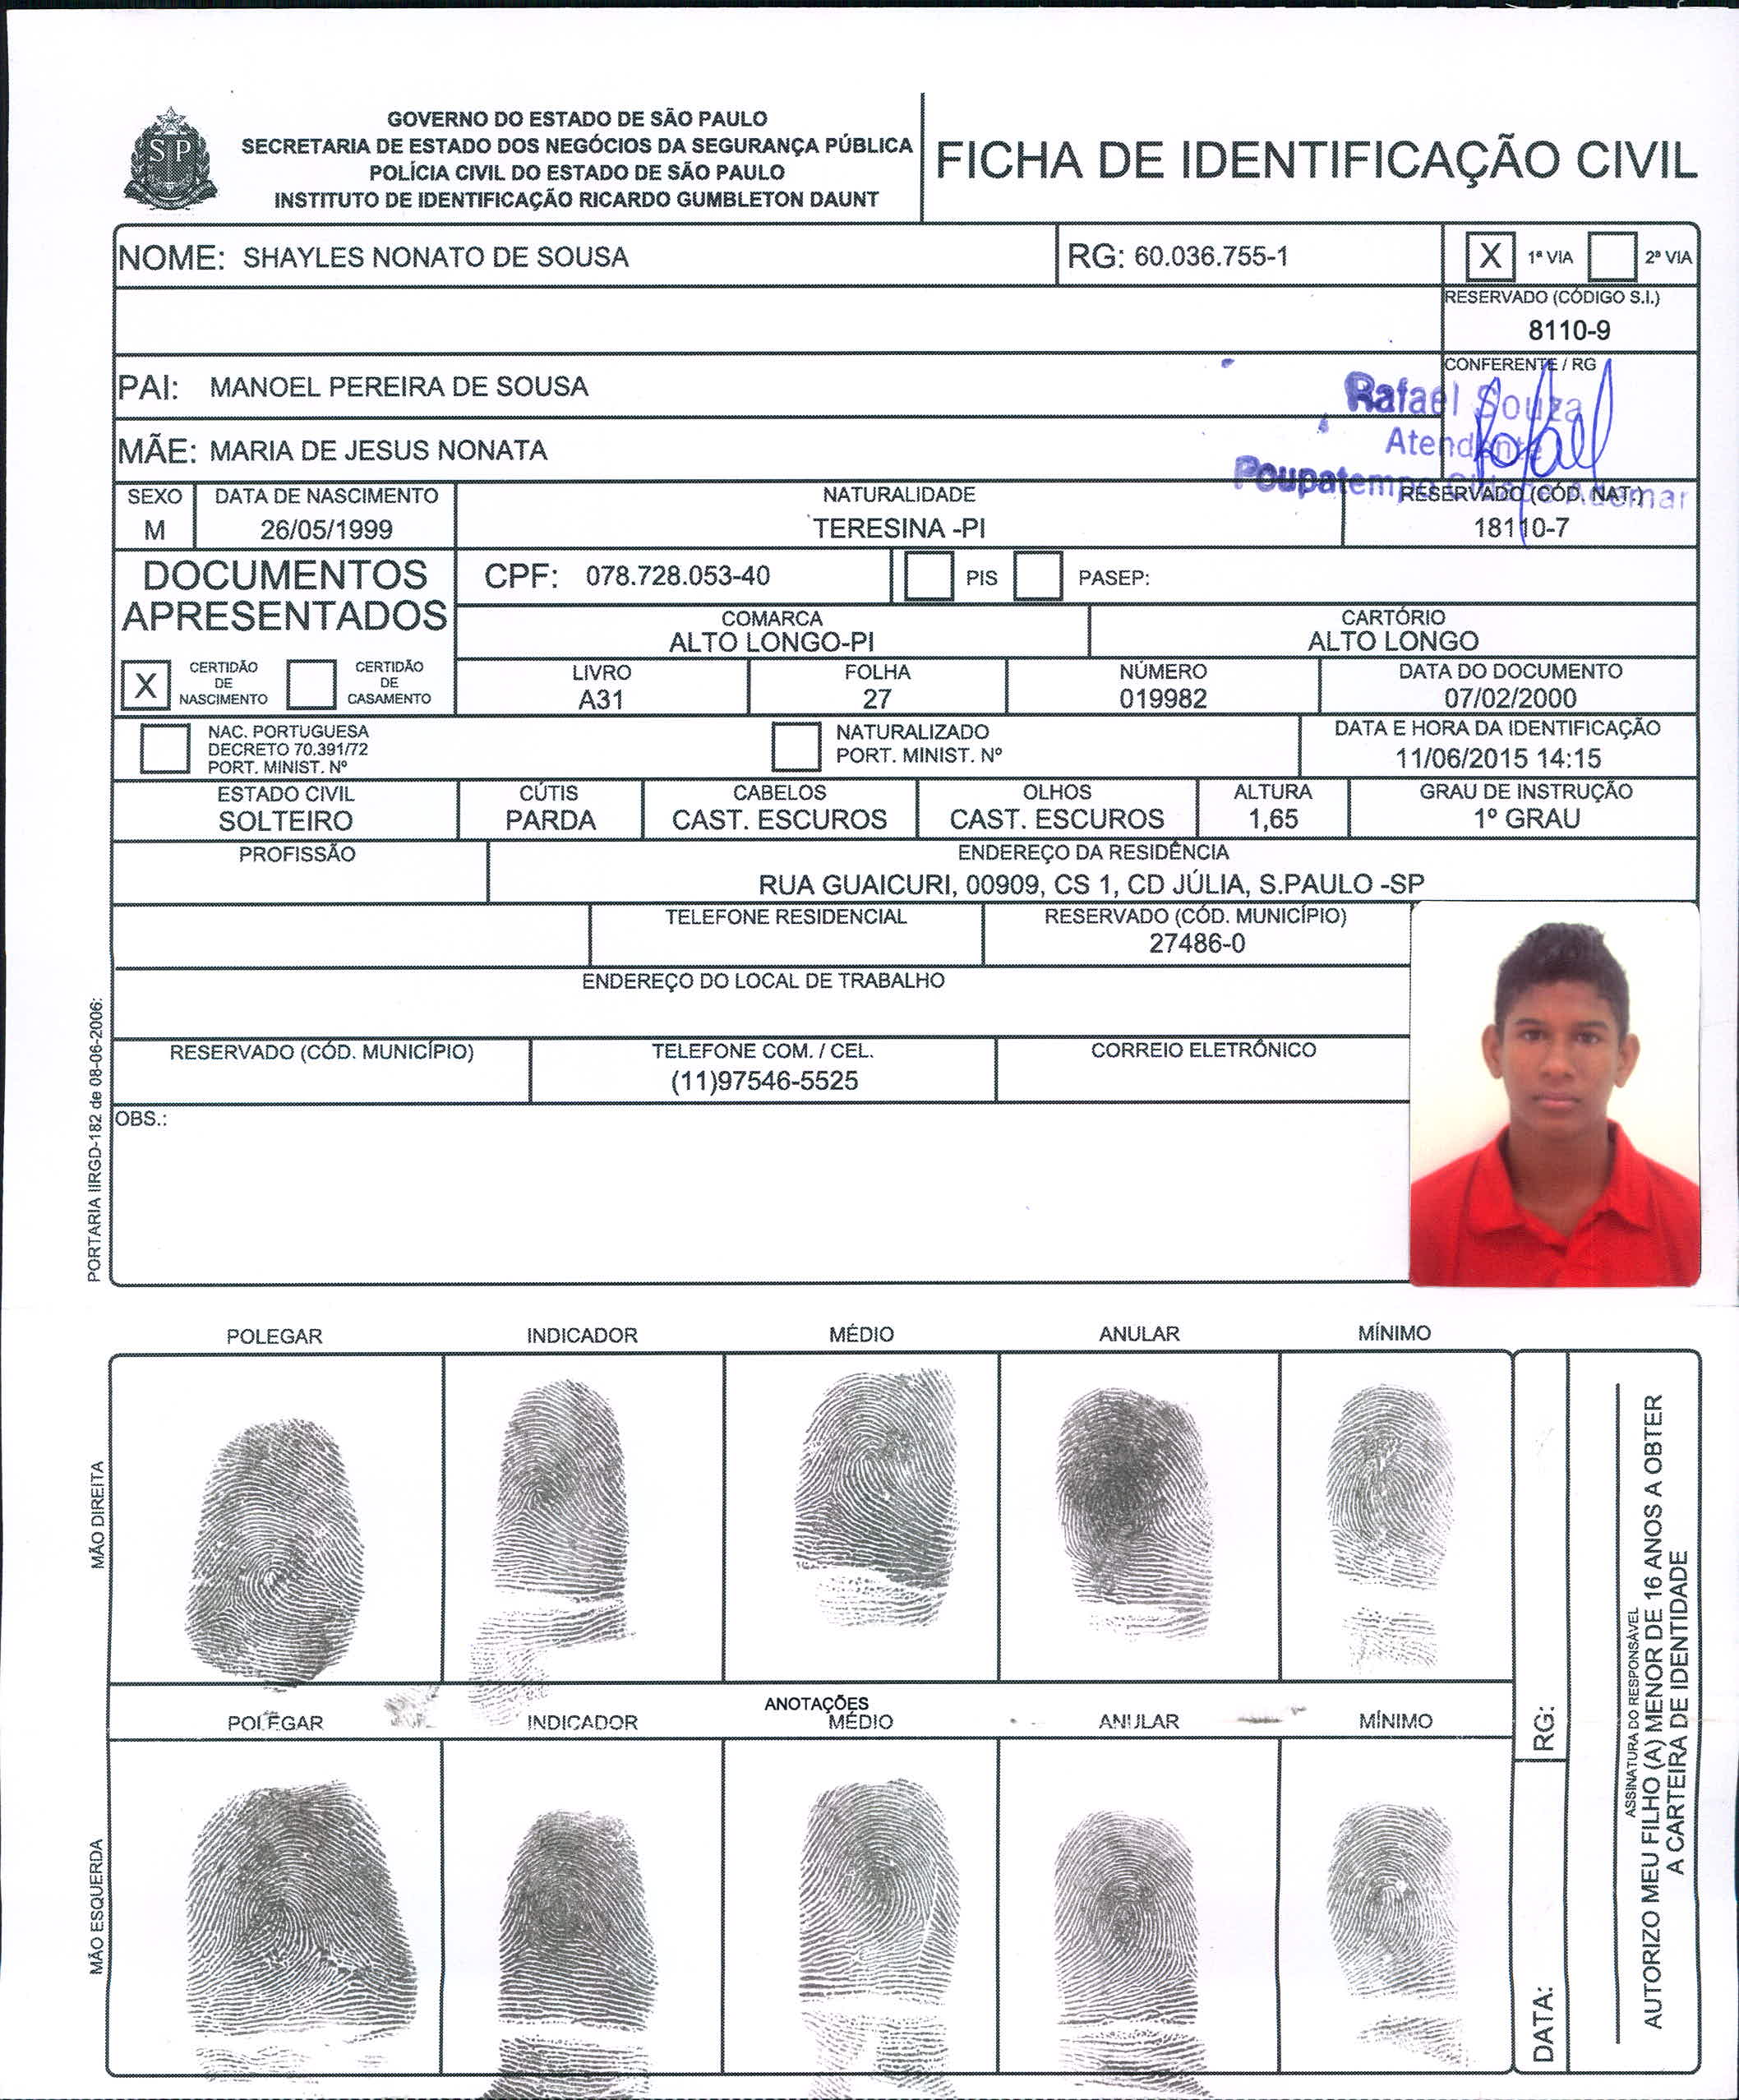 GOVERNO DO ESTADO DE SÃO PAULO
SECRETARIA DE ESTADO DOS NEGÓCIOS DA SEGURANÇA PÚBLICA
POLÍCIA CIVIL DO ESTADO DE SÃO PAULO
INSTITUTO DE IDENTIFICAÇÃO RICARDO GUMBLETON DAUNT
SP
FICHA DE IDENTIFICAÇÃO CIVIL
NOME: SHAYLES NONATO DE SOUSA RG: 60.036.755-1 X 1ª VIA 2ª VIA
RESERVADO (CÓDIGO S.I.)
8110-9
PAI: MANOEL PEREIRA DE SOUSA CONFERENTE / RG
Rafael Souza
Atendente
Poupatempo Cidade Ademar
Rafael
MÃE: MARIA DE JESUS NONATA
SEXO DATA DE NASCIMENTO NATURALIDADE RESERVADO (CÓD. NAT.)
M 26/05/1999 TERESINA -PI 18110-7
DOCUMENTOS
APRESENTADOS
CPF: 078.728.053-40 PIS PASEP:
COMARCA CARTÓRIO
ALTO LONGO-PI ALTO LONGO
X CERTIDÃO DE NASCIMENTO CERTIDÃO DE CASAMENTO
LIVRO FOLHA NÚMERO DATA DO DOCUMENTO
A31 27 019982 07/02/2000
NAC. PORTUGUESA
DECRETO 70.391/72
PORT. MINIST. Nº
NATURALIZADO
PORT. MINIST. Nº
DATA E HORA DA IDENTIFICAÇÃO
11/06/2015 14:15
ESTADO CIVIL CÚTIS CABELOS OLHOS ALTURA GRAU DE INSTRUÇÃO
SOLTEIRO PARDA CAST. ESCUROS CAST. ESCUROS 1,65 1º GRAU
PROFISSÃO ENDEREÇO DA RESIDÊNCIA
RUA GUAICURI, 00909, CS 1, CD JÚLIA, S.PAULO -SP
TELEFONE RESIDENCIAL RESERVADO (CÓD. MUNICÍPIO)
27486-0
ENDEREÇO DO LOCAL DE TRABALHO
RESERVADO (CÓD. MUNICÍPIO) TELEFONE COM. / CEL. CORREIO ELETRÔNICO
(11)97546-5525
OBS.:
PORTARIA IIRGD-182 de 08-06-2006:
POLEGAR INDICADOR MÉDIO ANULAR MÍNIMO
MÃO DIREITA
ANOTAÇÕES
POLEGAR INDICADOR MÉDIO ANULAR MÍNIMO
MÃO ESQUERDA
RG:
DATA:
ASSINATURA DO RESPONSÁVEL
AUTORIZO MEU FILHO (A) MENOR DE 16 ANOS A OBTER
A CARTEIRA DE IDENTIDADE